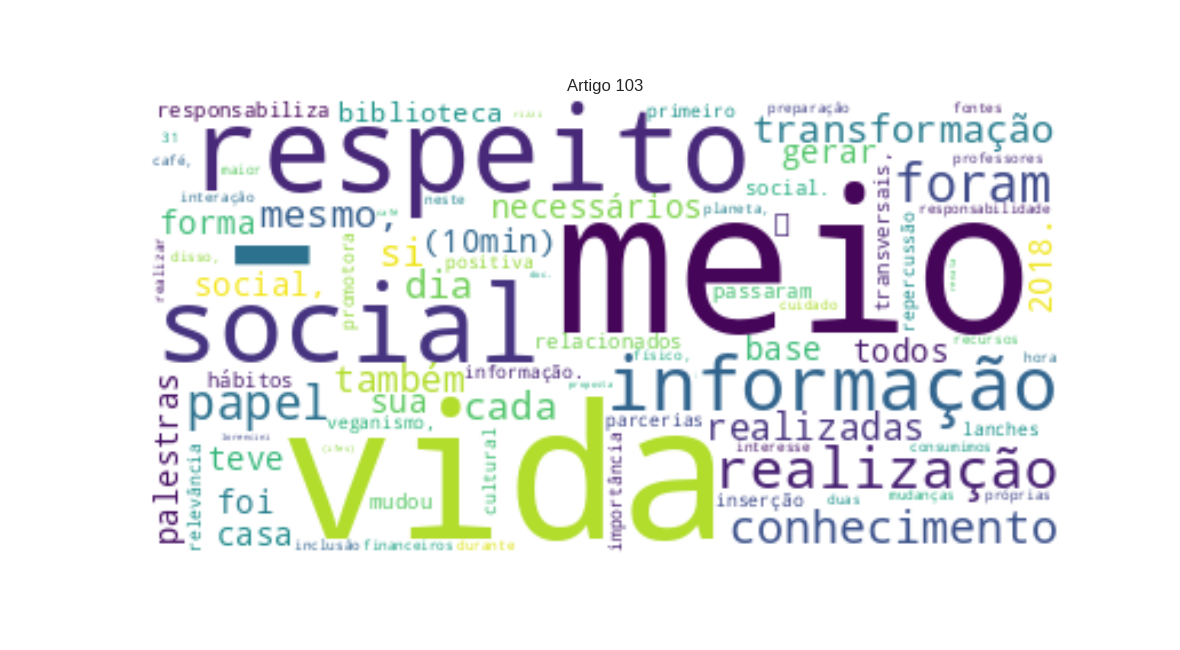 Artigo 103
responsabiliza
biblioteca
primeiro
preparação
fontes
respeito
transformação
31
café,
maior
gerar
professores
interação
neste
social.
foram
forma
mesmo,
necessários
planeta,
responsabilidade
disso,
si
(10min)
meio
transversais.
repercussão
2018.
realizar
promotora
positiva
social,
dia
passaram
cuidado
social
relacionados
base
todos
recursos
físico,
hora
hábitos
também
informação.
proposta
informação
papel
sua
cada
veganismo,
parcerias
realizadas
lanches
palestras
relevância
lorencini
teve
(ifes)
vida
cultural
importância
interesse
consumimos
realização
foi
mudou
inserção
duas
mudanças
próprias
casa
conhecimento
inclusão
financeiros
durante